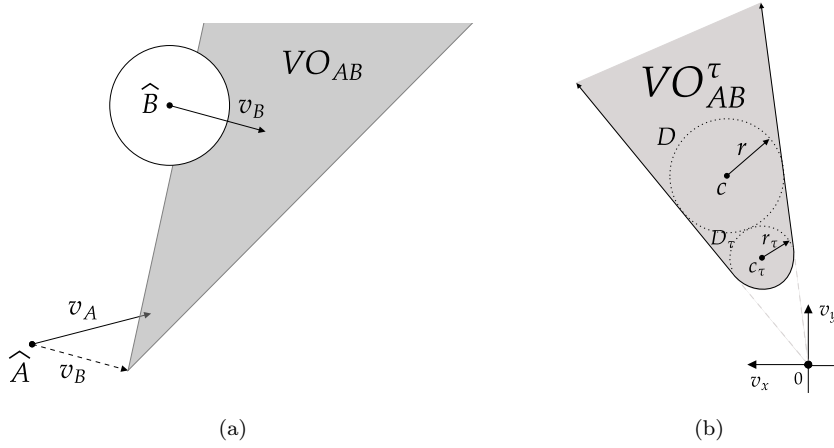 VO_AB
B̂
v_B
v_A
v_B
Â
(a)
VO^τ_AB
D
r
c
D_τ
r_τ
c_τ
v_y
v_x
0
(b)